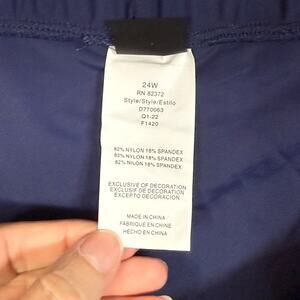 24W
RN 82372
Style/Style/Estilo
D770063
Q1-22
F1420
82% NYLON 18% SPANDEX
82% NYLON 18% SPANDEX
82% NILON 18% SPANDEX
EXCLUSIVE OF DECORATION
EXCLUSIF DE DECORATION
EXCEPTO DECORACION
MADE IN CHINA
FABRIQUE EN CHINE
HECHO EN CHINA